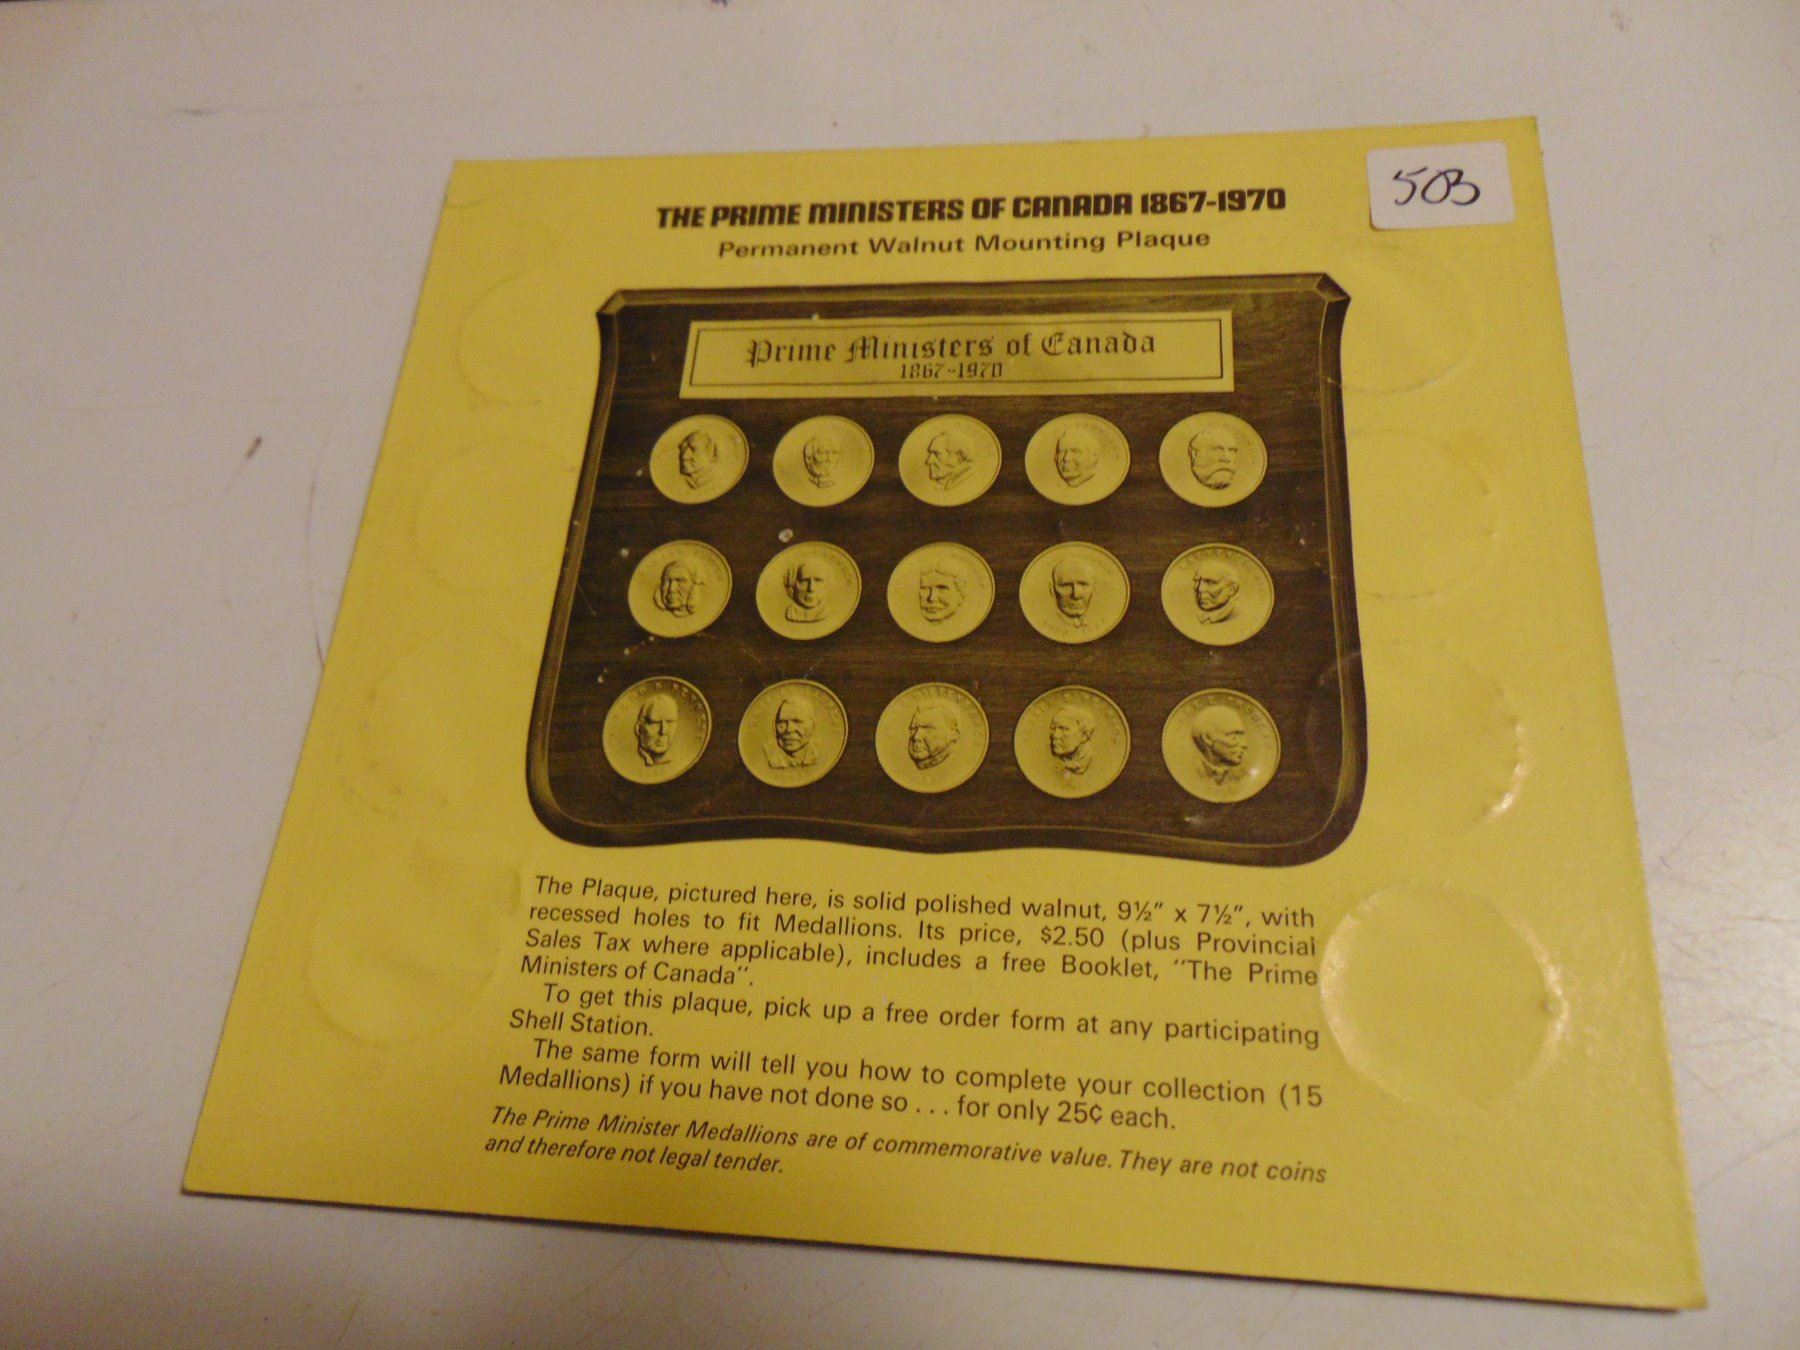 503
THE PRIME MINISTERS OF CANADA 1867-1970
Permanent Walnut Mounting Plaque
Prime Ministers of Canada
1867-1970
The Plaque, pictured here, is solid polished walnut, 9½" x 7½", with
recessed holes to fit Medallions. Its price, $2.50 (plus Provincial
Sales Tax where applicable), includes a free Booklet, "The Prime
Ministers of Canada".
To get this plaque, pick up a free order form at any participating
Shell Station.
The same form will tell you how to complete your collection (15
Medallions) if you have not done so . . . for only 25¢ each.
The Prime Minister Medallions are of commemorative value. They are not coins
and therefore not legal tender.